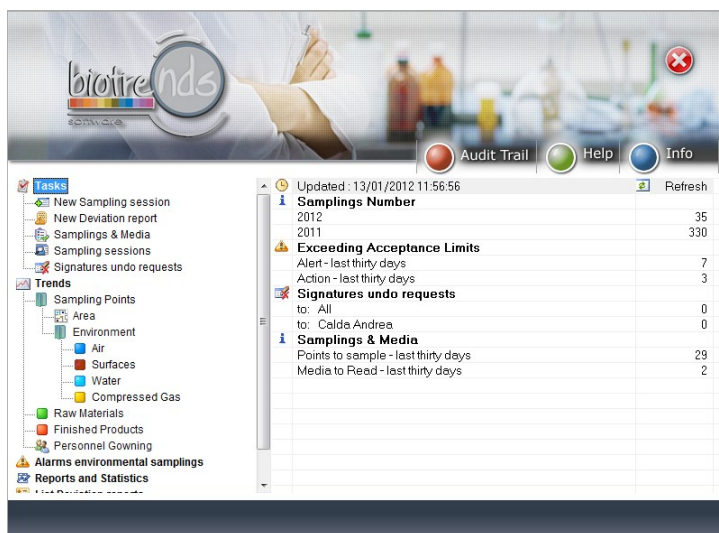 biotrends
software
Audit Trail
Help
Info
Tasks
New Sampling session
New Deviation report
Samplings & Media
Sampling sessions
Signatures undo requests
Trends
Sampling Points
Area
Environment
Air
Surfaces
Water
Compressed Gas
Raw Materials
Finished Products
Personnel Gowning
Alarms environmental samplings
Reports and Statistics
List Deviation reports
Updated : 13/01/2012 11:56:56 Refresh
Samplings Number
2012 35
2011 330
Exceeding Acceptance Limits
Alert - last thirty days 7
Action - last thirty days 3
Signatures undo requests
to: All 0
to: Calda Andrea 0
Samplings & Media
Points to sample - last thirty days 29
Media to Read - last thirty days 2